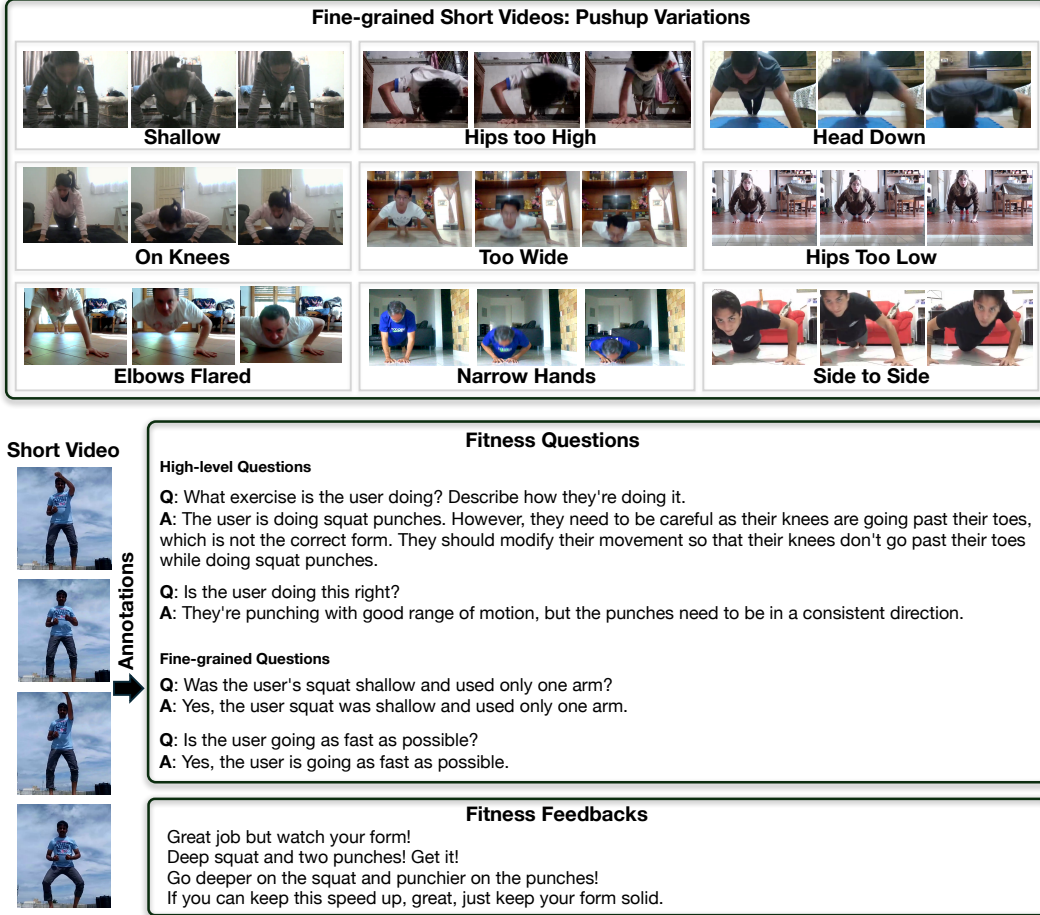 Fine-grained Short Videos: Pushup Variations
Shallow
Hips too High
Head Down
On Knees
Too Wide
Hips Too Low
Elbows Flared
Narrow Hands
Side to Side
Short Video
Annotations
Fitness Questions
High-level Questions
Q: What exercise is the user doing? Describe how they're doing it.
A: The user is doing squat punches. However, they need to be careful as their knees are going past their toes,
which is not the correct form. They should modify their movement so that their knees don't go past their toes
while doing squat punches.
Q: Is the user doing this right?
A: They're punching with good range of motion, but the punches need to be in a consistent direction.
Fine-grained Questions
Q: Was the user's squat shallow and used only one arm?
A: Yes, the user squat was shallow and used only one arm.
Q: Is the user going as fast as possible?
A: Yes, the user is going as fast as possible.
Fitness Feedbacks
Great job but watch your form!
Deep squat and two punches! Get it!
Go deeper on the squat and punchier on the punches!
If you can keep this speed up, great, just keep your form solid.